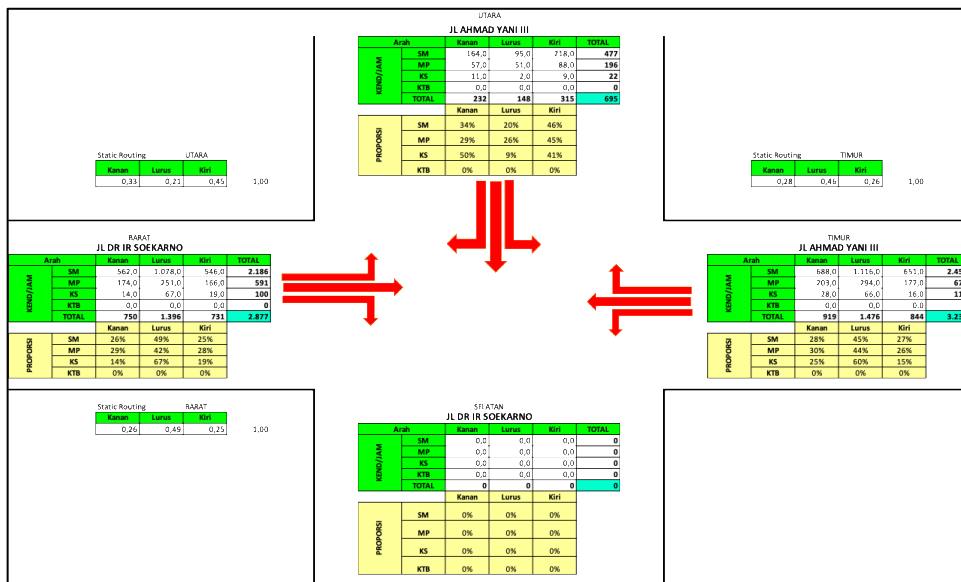 UTARA
JL AHMAD YANI III
Arah Kanan Lurus Kiri TOTAL
KEND/JAM
SM 164,0 95,0 218,0 477
MP 57,0 51,0 88,0 196
KS 11,0 2,0 9,0 22
KTB 0,0 0,0 0,0 0
TOTAL 232 148 315 695
Kanan Lurus Kiri
PROPORSI
SM 34% 20% 46%
MP 29% 26% 45%
KS 50% 9% 41%
KTB 0% 0% 0%
Static Routing UTARA
Kanan Lurus Kiri
0,33 0,21 0,45 1,00
Static Routing TIMUR
Kanan Lurus Kiri
0,28 0,46 0,26 1,00
BARAT
JL DR IR SOEKARNO
Arah Kanan Lurus Kiri TOTAL
KEND/JAM
SM 562,0 1.078,0 546,0 2.186
MP 174,0 251,0 166,0 591
KS 14,0 67,0 19,0 100
KTB 0,0 0,0 0,0 0
TOTAL 750 1.396 731 2.877
Kanan Lurus Kiri
PROPORSI
SM 26% 49% 25%
MP 29% 42% 28%
KS 14% 67% 19%
KTB 0% 0% 0%
TIMUR
JL AHMAD YANI III
Arah Kanan Lurus Kiri TOTAL
KEND/JAM
SM 688,0 1.116,0 651,0 2.45
MP 203,0 294,0 177,0 67
KS 28,0 66,0 16,0 11
KTB 0,0 0,0 0,0
TOTAL 919 1.476 844 3.23
Kanan Lurus Kiri
PROPORSI
SM 28% 45% 27%
MP 30% 44% 26%
KS 25% 60% 15%
KTB 0% 0% 0%
Static Routing BARAT
Kanan Lurus Kiri
0,26 0,49 0,25 1,00
SELATAN
JL DR IR SOEKARNO
Arah Kanan Lurus Kiri TOTAL
KEND/JAM
SM 0,0 0,0 0,0 0
MP 0,0 0,0 0,0 0
KS 0,0 0,0 0,0 0
KTB 0,0 0,0 0,0 0
TOTAL 0 0 0 0
Kanan Lurus Kiri
PROPORSI
SM 0% 0% 0%
MP 0% 0% 0%
KS 0% 0% 0%
KTB 0% 0% 0%